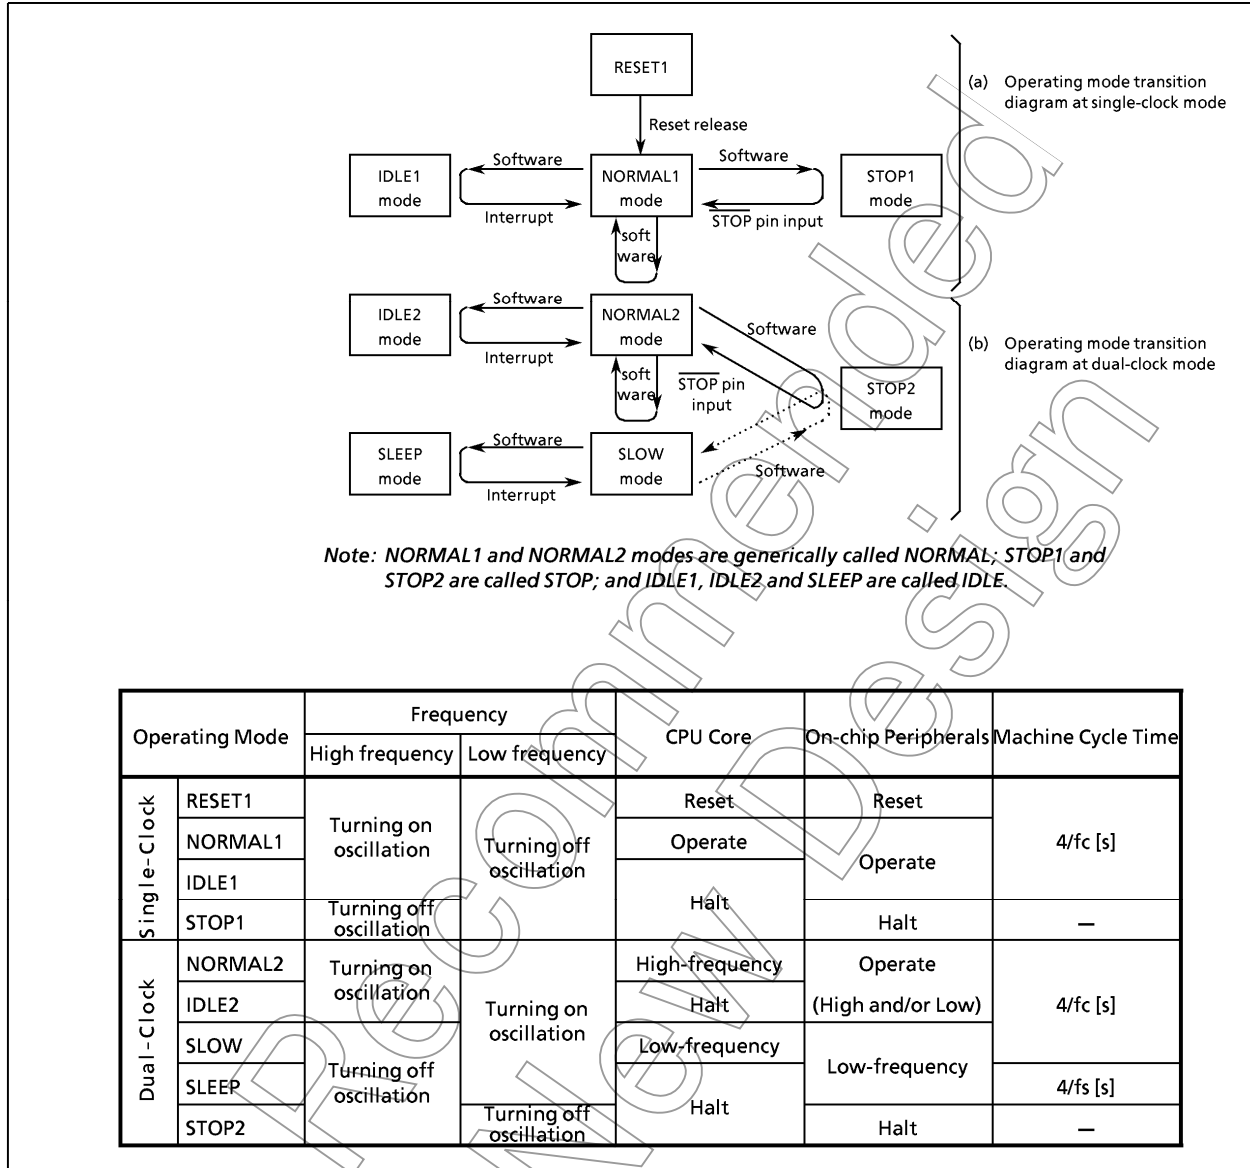 RESET1
(a) Operating mode transition
diagram at single-clock mode
Reset release
IDLE1
mode
Software
Interrupt
NORMAL1
mode
Software
STOP pin input
STOP1
mode
soft
ware
IDLE2
mode
Software
Interrupt
NORMAL2
mode
Software
STOP pin
input
(b) Operating mode transition
diagram at dual-clock mode
STOP2
mode
soft
ware
SLEEP
mode
Software
Interrupt
SLOW
mode
Software
Note: NORMAL1 and NORMAL2 modes are generically called NORMAL; STOP1 and
STOP2 are called STOP; and IDLE1, IDLE2 and SLEEP are called IDLE.
Operating Mode
Frequency
High frequency
Low frequency
CPU Core
On-chip Peripherals
Machine Cycle Time
Single-Clock
RESET1
Turning on
oscillation
Turning off
oscillation
Reset
Reset
4/fc [s]
NORMAL1
Operate
Operate
IDLE1
Halt
STOP1
Turning off
oscillation
Halt
—
Dual-Clock
NORMAL2
Turning on
oscillation
Turning on
oscillation
High-frequency
Operate
(High and/or Low)
4/fc [s]
IDLE2
Halt
SLOW
Turning off
oscillation
Low-frequency
Low-frequency
SLEEP
Halt
4/fs [s]
STOP2
Turning off
oscillation
Halt
—
Recommended
New Design